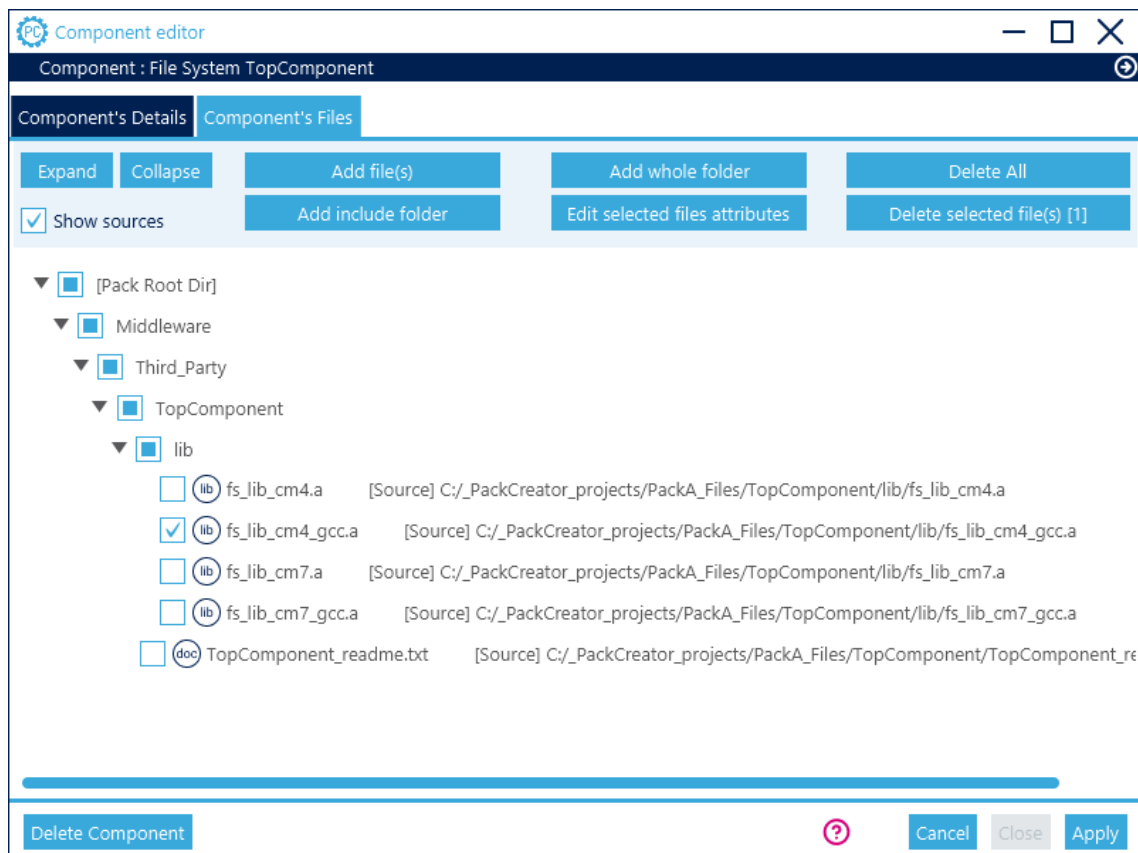 PC Component editor
Component : File System TopComponent
Component's Details Component's Files
Expand Collapse Add file(s) Add whole folder Delete All
Show sources Add include folder Edit selected files attributes Delete selected file(s) [1]
[Pack Root Dir]
Middleware
Third_Party
TopComponent
lib
lib fs_lib_cm4.a [Source] C:/_PackCreator_projects/PackA_Files/TopComponent/lib/fs_lib_cm4.a
lib fs_lib_cm4_gcc.a [Source] C:/_PackCreator_projects/PackA_Files/TopComponent/lib/fs_lib_cm4_gcc.a
lib fs_lib_cm7.a [Source] C:/_PackCreator_projects/PackA_Files/TopComponent/lib/fs_lib_cm7.a
lib fs_lib_cm7_gcc.a [Source] C:/_PackCreator_projects/PackA_Files/TopComponent/lib/fs_lib_cm7_gcc.a
doc TopComponent_readme.txt [Source] C:/_PackCreator_projects/PackA_Files/TopComponent/TopComponent_re
Delete Component ? Cancel Close Apply